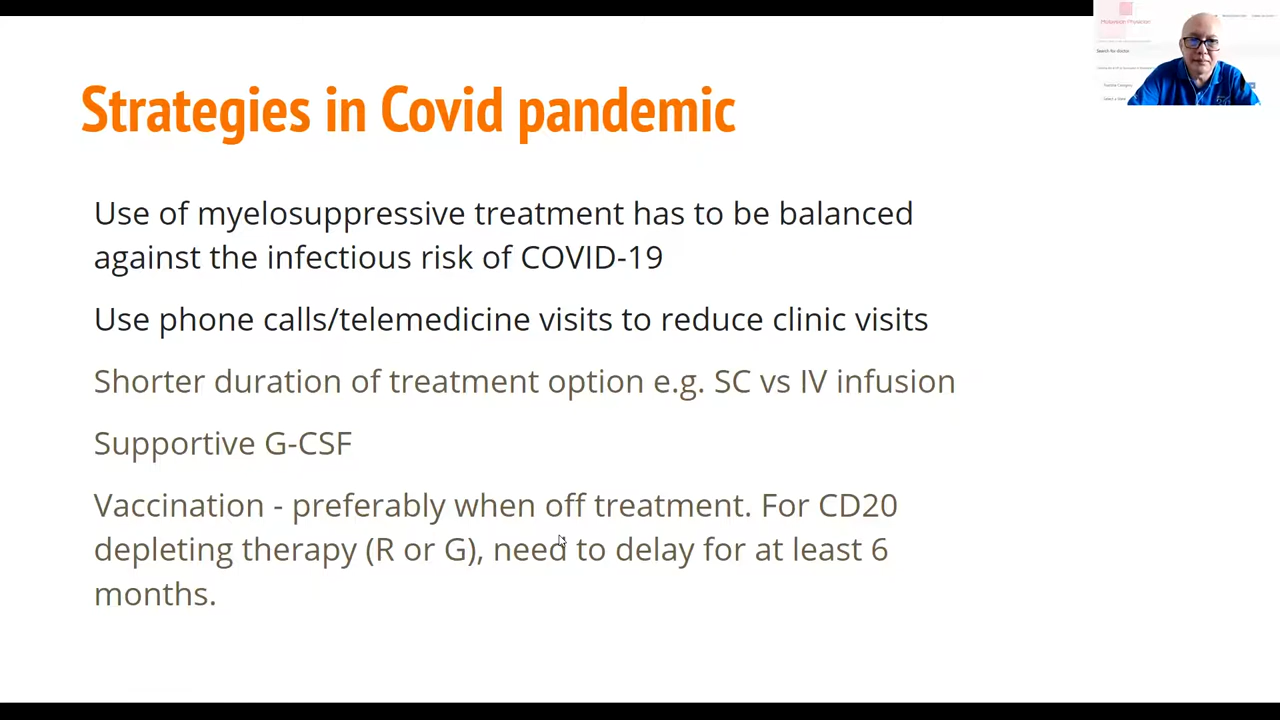 Strategies in Covid pandemic
Use of myelosuppressive treatment has to be balanced
against the infectious risk of COVID-19
Use phone calls/telemedicine visits to reduce clinic visits
Shorter duration of treatment option e.g. SC vs IV infusion
Supportive G-CSF
Vaccination - preferably when off treatment. For CD20
depleting therapy (R or G), need to delay for at least 6
months.